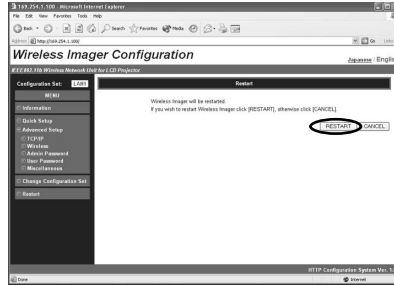 169.254.1.100 - Microsoft Internet Explorer
File Edit View Favorites Tools Help
Back Search Favorites Media
Address http://169.254.1.100/ Go Links
Wireless Imager Configuration
Japanese / English
IEEE802.11b Wireless Network Unit for LCD Projector
Configuration Set: LAN5
Restart
MENU
Information
Quick Setup
Advanced Setup
TCP/IP
Wireless
Admin Password
User Password
Miscellaneous
Change Configuration Set
Restart
Wireless Imager will be restarted.
If you wish to restart Wireless Imager click [RESTART], otherwise click [CANCEL]
RESTART CANCEL
HTTP Configuration System Ver.
Done Internet